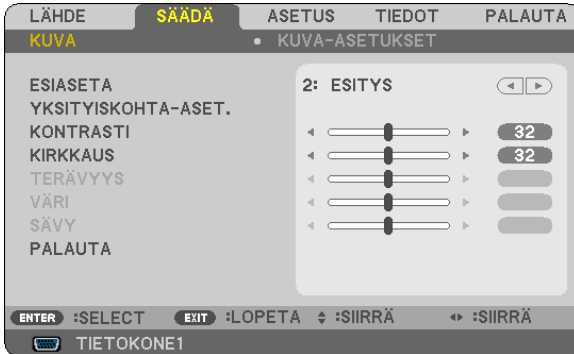 LÄHDE SÄÄDÄ ASETUS TIEDOT PALAUTA
KUVA • KUVA-ASETUKSET
ESIASETA 2: ESITYS
YKSITYISKOHTA-ASET.
KONTRASTI 32
KIRKKAUS 32
TERÄVYYS
VÄRI
SÄVY
PALAUTA
ENTER :SELECT EXIT :LOPETA :SIIRRÄ :SIIRRÄ
TIETOKONE1